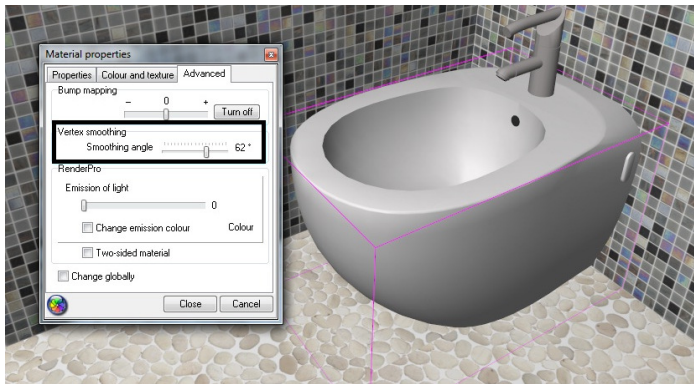 Material properties
Properties Colour and texture Advanced
Bump mapping
- 0 +
Turn off
Vertex smoothing
Smoothing angle 62 °
RenderPro
Emission of light
0
Change emission colour Colour
Two-sided material
Change globally
Close Cancel